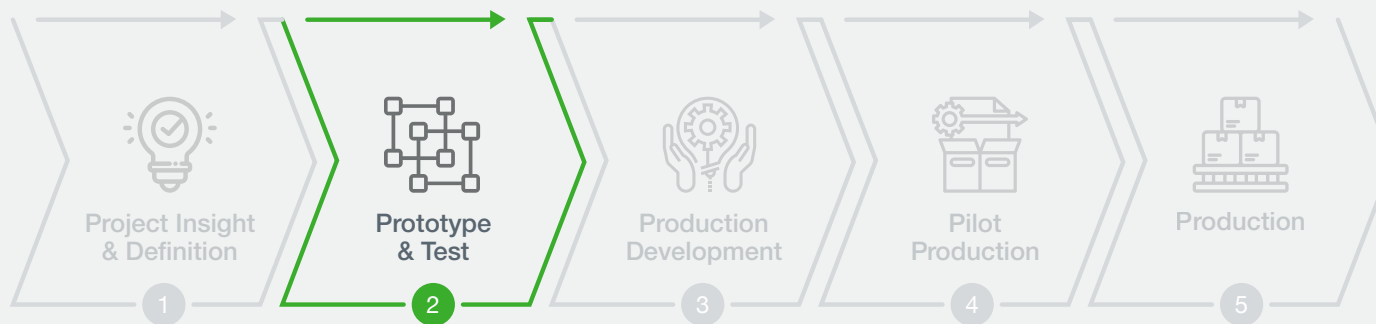 Project Insight
& Definition
1
Prototype
& Test
2
Production
Development
3
Pilot
Production
4
Production
5